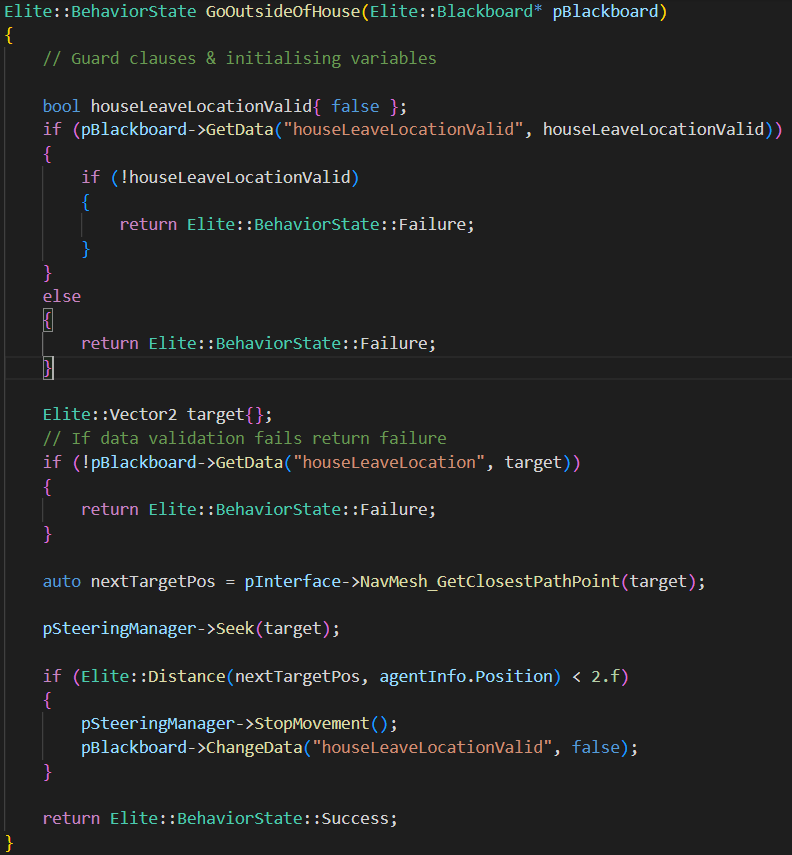 Elite::BehaviorState GoOutsideOfHouse(Elite::Blackboard* pBlackboard)
{
    // Guard clauses & initialising variables
    bool houseLeaveLocationValid{ false };
    if (pBlackboard->GetData("houseLeaveLocationValid", houseLeaveLocationValid))
    {
        if (!houseLeaveLocationValid)
        {
            return Elite::BehaviorState::Failure;
        }
    }
    else
    {
        return Elite::BehaviorState::Failure;
    }
    Elite::Vector2 target{};
    // If data validation fails return failure
    if (!pBlackboard->GetData("houseLeaveLocation", target))
    {
        return Elite::BehaviorState::Failure;
    }
    auto nextTargetPos = pInterface->NavMesh_GetClosestPathPoint(target);
    pSteeringManager->Seek(target);
    if (Elite::Distance(nextTargetPos, agentInfo.Position) < 2.f)
    {
        pSteeringManager->StopMovement();
        pBlackboard->ChangeData("houseLeaveLocationValid", false);
    }
    return Elite::BehaviorState::Success;
}